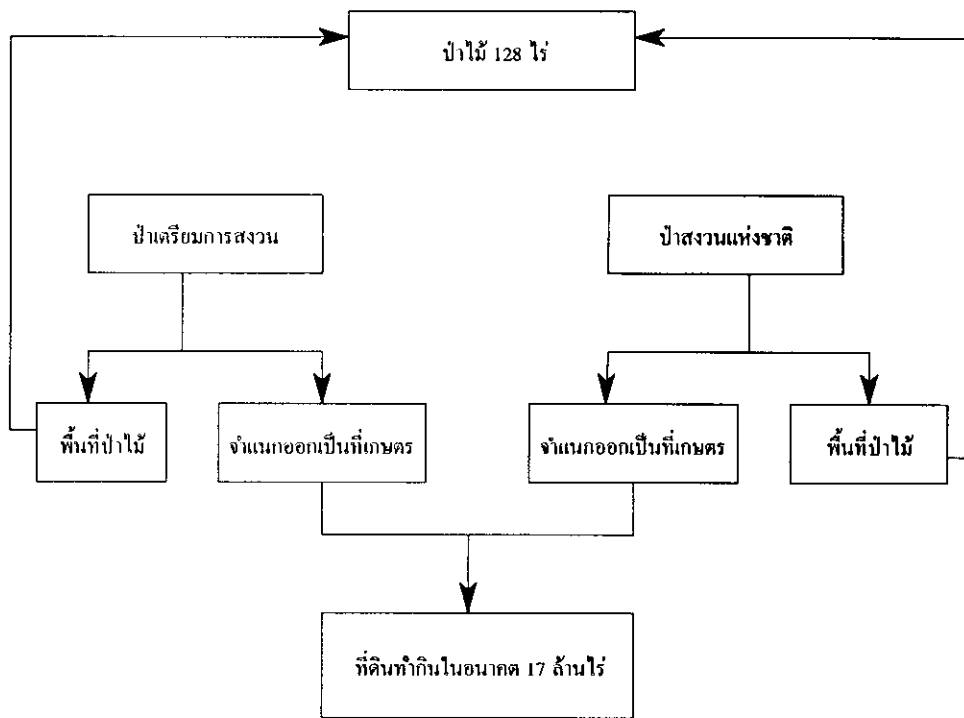 ป่าไม้ 128 ไร่
ป่าเตรียมการสงวน
ป่าสงวนแห่งชาติ
พื้นที่ป่าไม้
จำแนกออกเป็นที่เกษตร
จำแนกออกเป็นที่เกษตร
พื้นที่ป่าไม้
ที่ดินทำกินในอนาคต 17 ล้านไร่